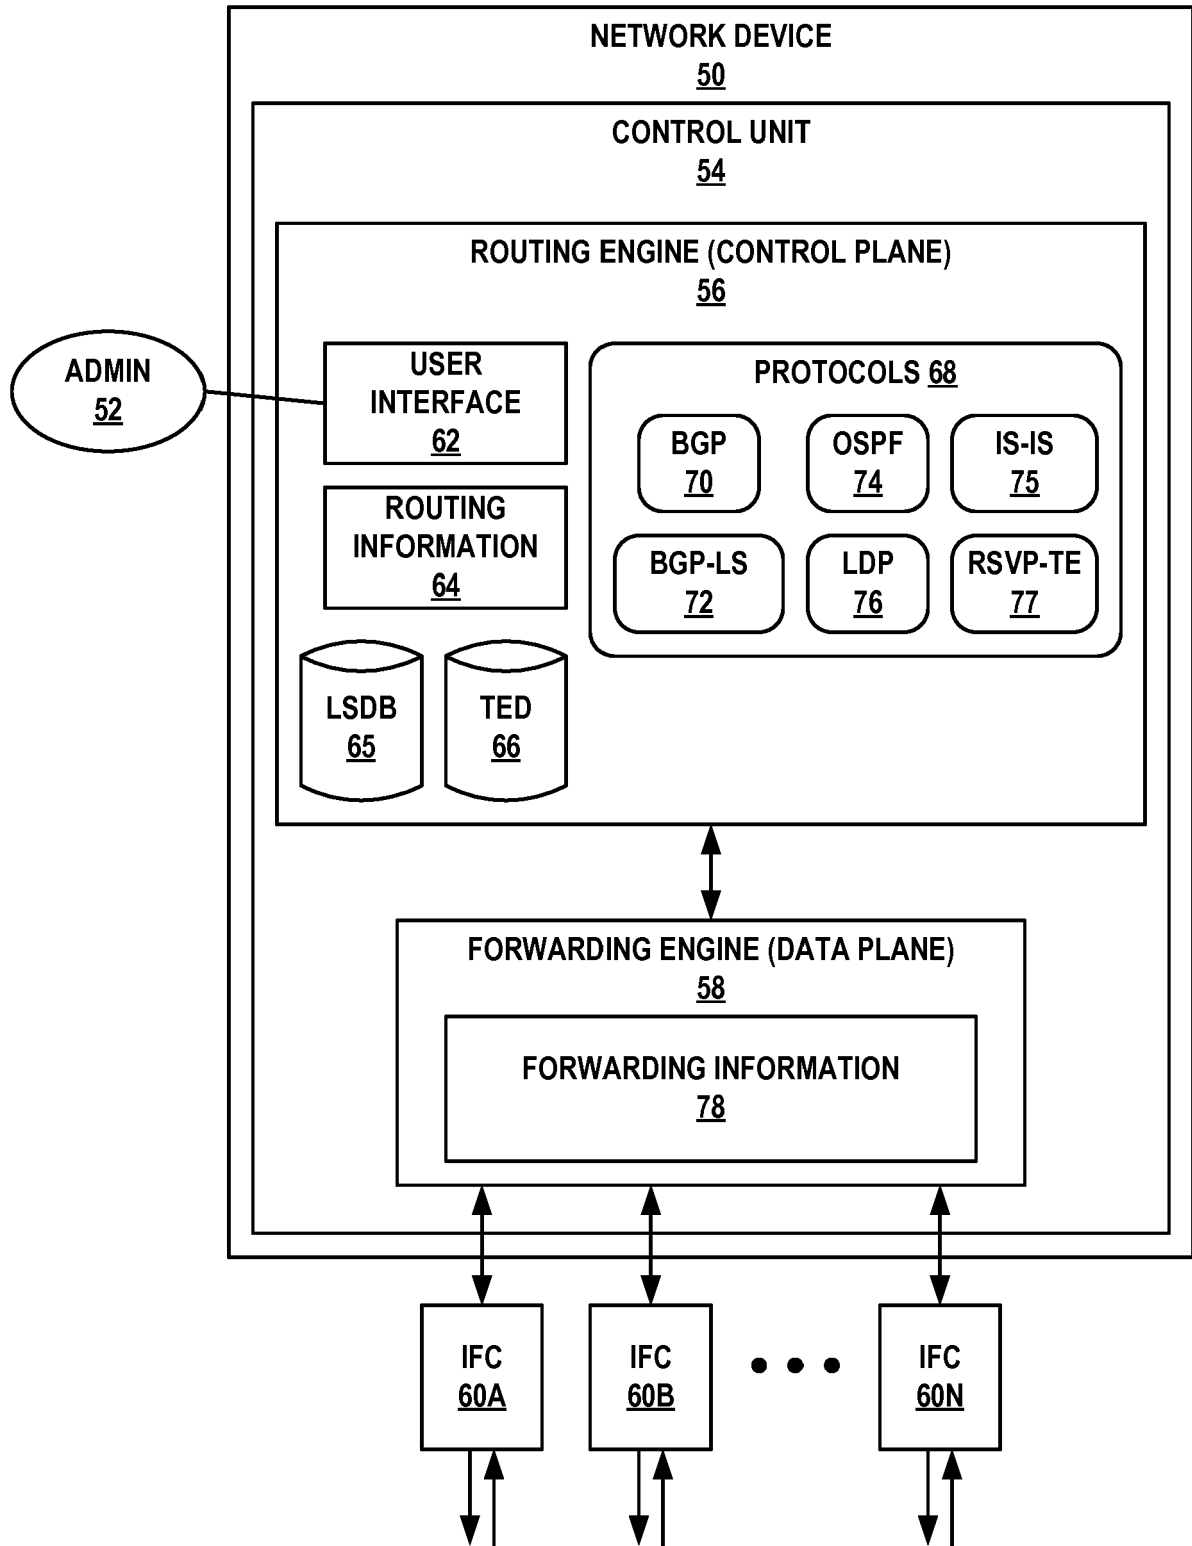 NETWORK DEVICE
50
CONTROL UNIT
54
ROUTING ENGINE (CONTROL PLANE)
56
ADMIN
52
USER
INTERFACE
62
ROUTING
INFORMATION
64
LSDB
65
TED
66
PROTOCOLS 68
BGP
70
OSPF
74
IS-IS
75
BGP-LS
72
LDP
76
RSVP-TE
77
FORWARDING ENGINE (DATA PLANE)
58
FORWARDING INFORMATION
78
IFC
60A
IFC
60B
IFC
60N